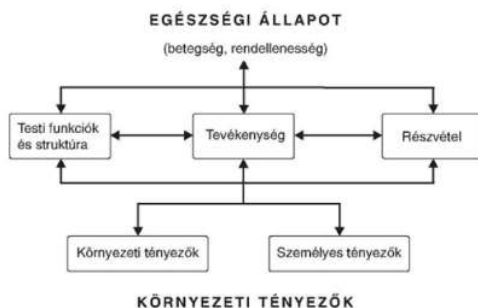 EGÉSZSÉGI ÁLLAPOT
(betegség, rendellenesség)
Testi funkciók
és struktúra
Tevékenység
Részvétel
Környezeti tényezők
Személyes tényezők
KÖRNYEZETI TÉNYEZŐK